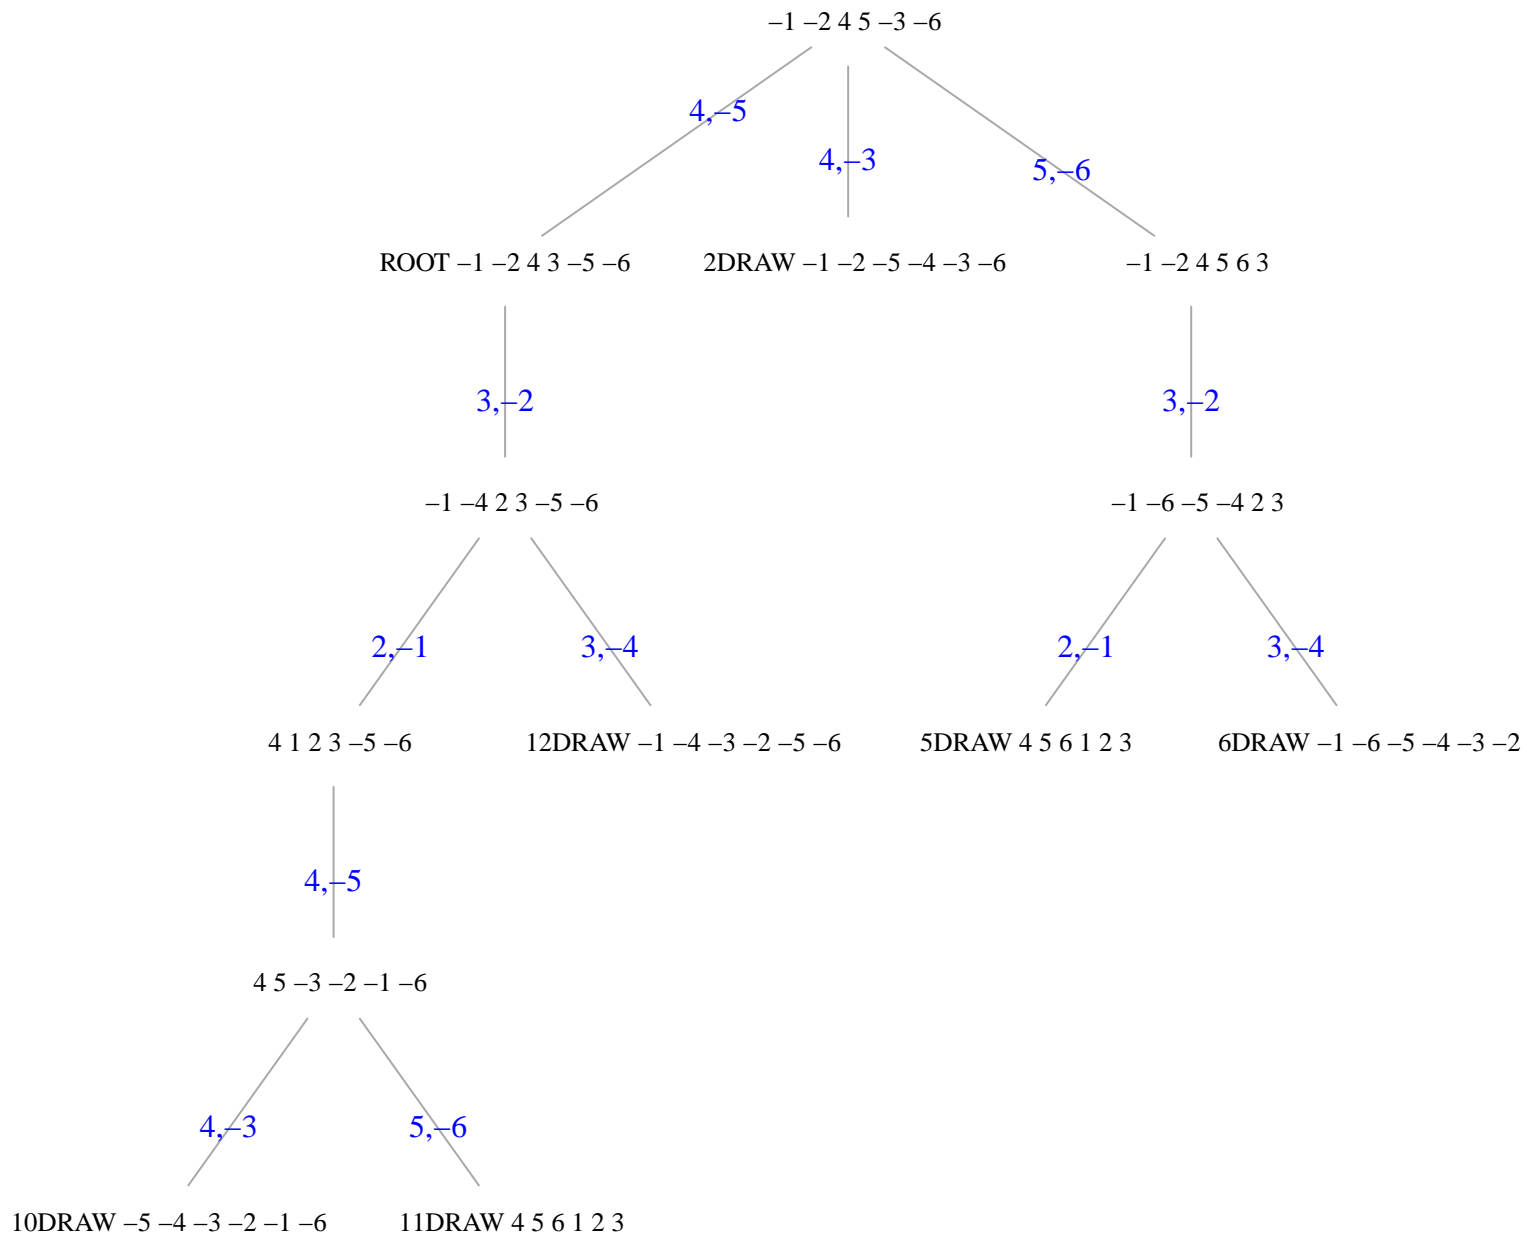 –1 –2 4 5 –3 –6
4,–5
4,–3
5,–6
ROOT –1 –2 4 3 –5 –6
2DRAW –1 –2 –5 –4 –3 –6
–1 –2 4 5 6 3
3,–2
3,–2
–1 –4 2 3 –5 –6
–1 –6 –5 –4 2 3
2,–1
3,–4
2,–1
3,–4
4 1 2 3 –5 –6
12DRAW –1 –4 –3 –2 –5 –6
5DRAW 4 5 6 1 2 3
6DRAW –1 –6 –5 –4 –3 –2
4,–5
4 5 –3 –2 –1 –6
4,–3
5,–6
10DRAW –5 –4 –3 –2 –1 –6
11DRAW 4 5 6 1 2 3